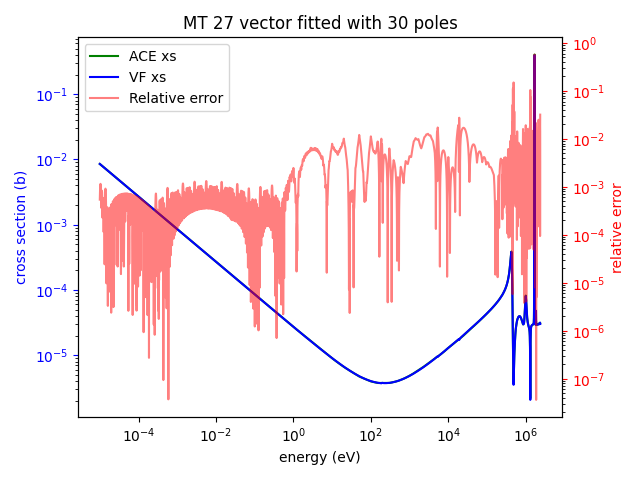 MT 27 vector fitted with 30 poles
ACE xs
VF xs
Relative error
cross section (b)
10⁻¹
10⁻²
10⁻³
10⁻⁴
10⁻⁵
10⁰
10⁻¹
10⁻²
10⁻³
10⁻⁴
10⁻⁵
10⁻⁶
10⁻⁷
relative error
10⁻⁴ 10⁻² 10⁰ 10² 10⁴ 10⁶
energy (eV)